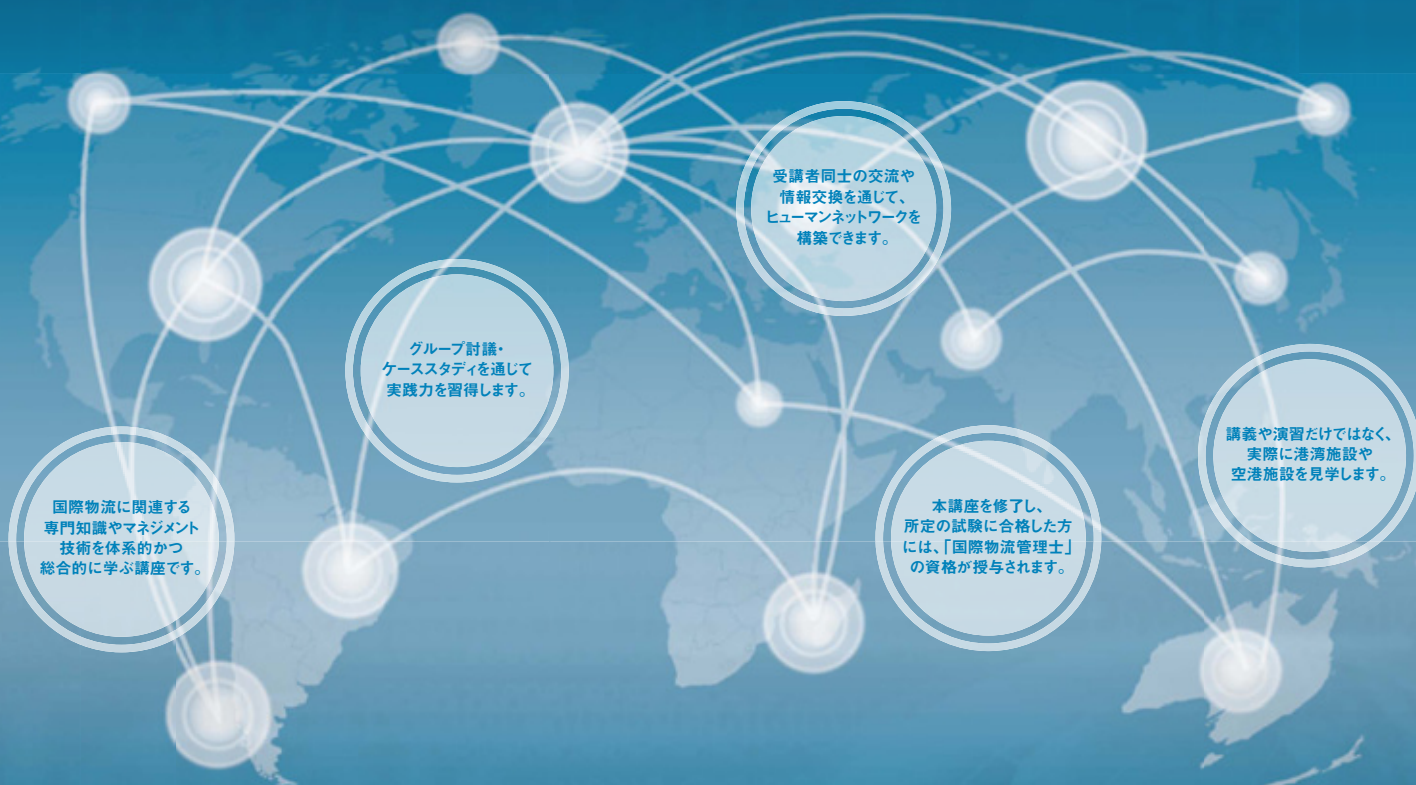 国際物流に関連する
専門知識やマネジメント
技術を体系的かつ
総合的に学ぶ講座です。
グループ討議・
ケーススタディを通じて
実践力を習得します。
受講者同士の交流や
情報交換を通じて、
ヒューマンネットワークを
構築できます。
本講座を修了し、
所定の試験に合格した方
には、「国際物流管理士」
の資格が授与されます。
講義や演習だけではなく、
実際に港湾施設や
空港施設を見学します。